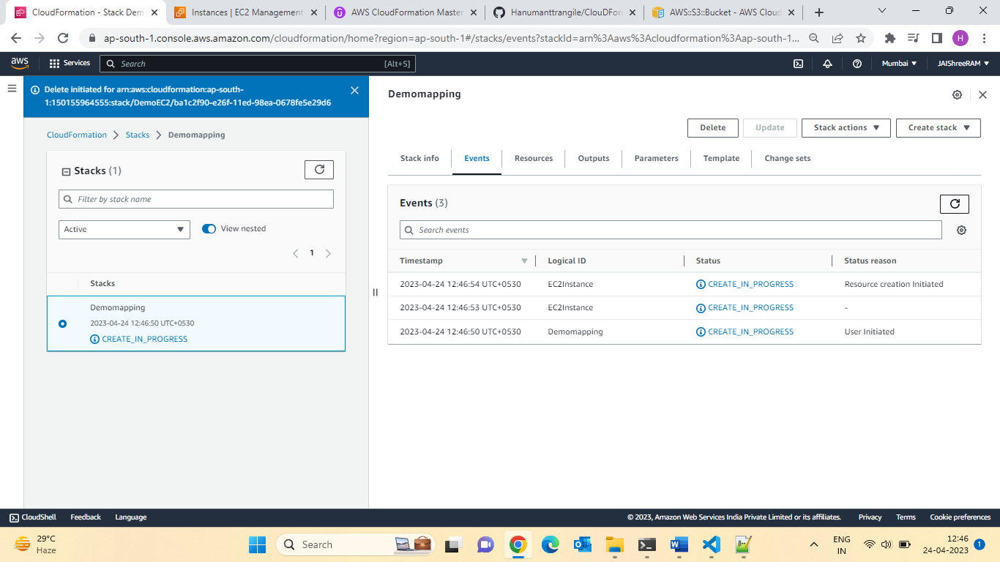 CloudFormation - Stack Dem
Instances | EC2 Management
AWS CloudFormation Master
Hanumanttrangile/ClouDFor
AWS::S3::Bucket - AWS Cloud
ap-south-1.console.aws.amazon.com/cloudformation/home?region=ap-south-1#/stacks/events?stackId=arn%3Aaws%3Acloudformation%3Aap-south-1...
H
aws
Services
Search
[Alt+S]
Mumbai
JAIShreeRAM
Delete initiated for arn:aws:cloudformation:ap-south-
1:150155964555:stack/DemoEC2/ba1c2f90-e26f-11ed-98ea-0678fe5e29d6
CloudFormation
Stacks
Demomapping
Stacks (1)
Filter by stack name
Active
View nested
1
Stacks
Demomapping
2023-04-24 12:46:50 UTC+0530
CREATE_IN_PROGRESS
Demomapping
Delete
Update
Stack actions
Create stack
Stack info
Events
Resources
Outputs
Parameters
Template
Change sets
Events (3)
Search events
Timestamp
Logical ID
Status
Status reason
2023-04-24 12:46:54 UTC+0530
EC2Instance
CREATE_IN_PROGRESS
Resource creation Initiated
2023-04-24 12:46:53 UTC+0530
EC2Instance
CREATE_IN_PROGRESS
-
2023-04-24 12:46:50 UTC+0530
Demomapping
CREATE_IN_PROGRESS
User Initiated
CloudShell
Feedback
Language
© 2023, Amazon Web Services India Private Limited or its affiliates.
Privacy
Terms
Cookie preferences
29°C
Haze
Search
ENG
IN
12:46
24-04-2023
1